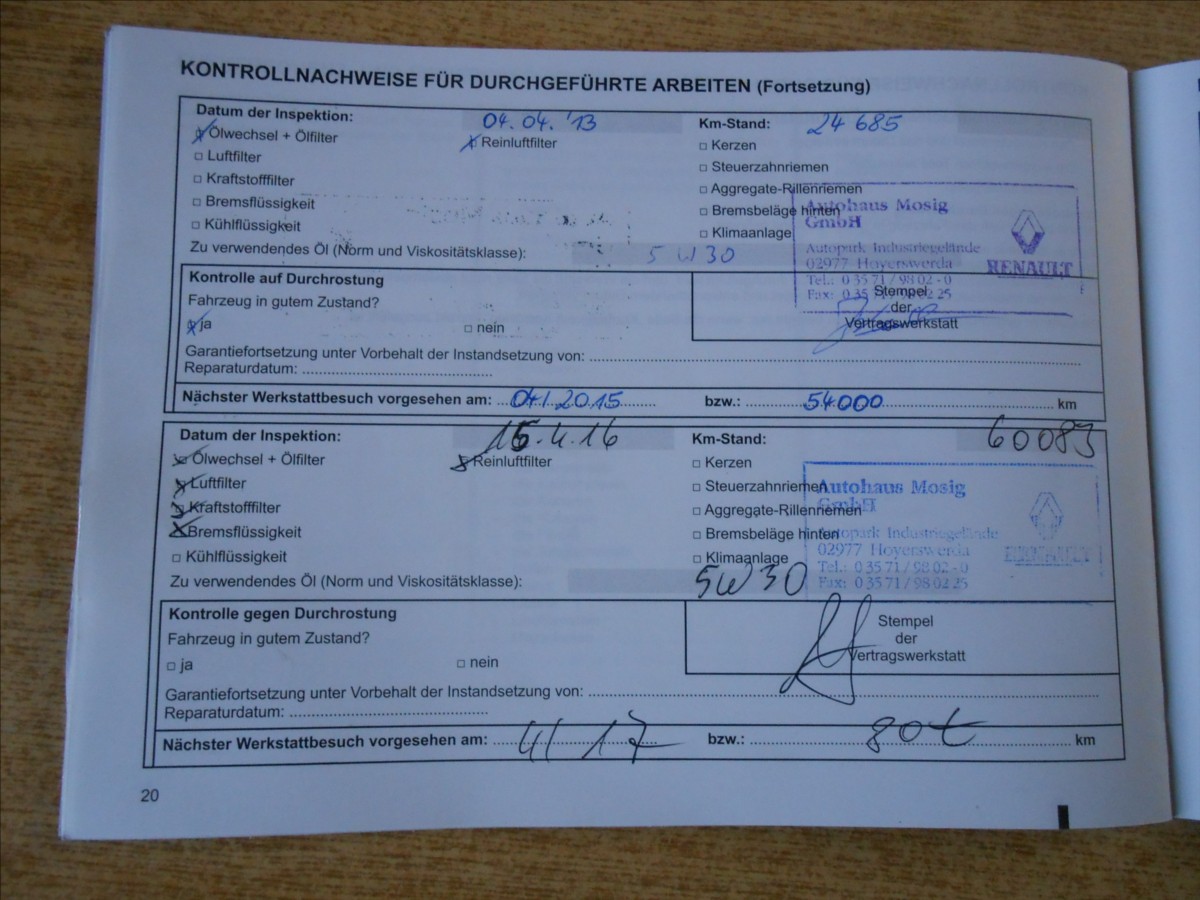 KONTROLLNACHWEISE FÜR DURCHGEFÜHRTE ARBEITEN (Fortsetzung)
Datum der Inspektion: 04.04.'13 Km-Stand: 24 685
Ölwechsel + Ölfilter Reinluftfilter Kerzen
Luftfilter Steuerzahnriemen
Kraftstofffilter Aggregate-Rillenriemen
Bremsflüssigkeit Bremsbeläge hinten
Kühlflüssigkeit Klimaanlage
Autohaus Mosig
GmbH
Autopark Industriegelände
02977 Hoyerswerda
Tel.: 0 35 71 / 98 02 - 0
Fax: 0 35 71 / 98 02 25
RENAULT
Zu verwendendes Öl (Norm und Viskositätsklasse): 5 W 30
Kontrolle auf Durchrostung
Fahrzeug in gutem Zustand?
ja nein
Stempel
der
Vertragswerkstatt
Garantiefortsetzung unter Vorbehalt der Instandsetzung von:
Reparaturdatum:
Nächster Werkstattbesuch vorgesehen am: 04/.2015 bzw.: 54000 km
Datum der Inspektion: 15.4.16 Km-Stand: 60083
Ölwechsel + Ölfilter Reinluftfilter Kerzen
Luftfilter Steuerzahnriemen
Kraftstofffilter Aggregate-Rillenriemen
Bremsflüssigkeit Bremsbeläge hinten
Kühlflüssigkeit Klimaanlage
Autohaus Mosig
GmbH
Autopark Industriegelände
02977 Hoyerswerda
Tel.: 0 35 71 / 98 02 - 0
Fax: 0 35 71 / 98 02 25
RENAULT
Zu verwendendes Öl (Norm und Viskositätsklasse): 5W30
Kontrolle gegen Durchrostung
Fahrzeug in gutem Zustand?
ja nein
Stempel
der
Vertragswerkstatt
Garantiefortsetzung unter Vorbehalt der Instandsetzung von:
Reparaturdatum:
Nächster Werkstattbesuch vorgesehen am: 4/17 bzw.: 80t km
20